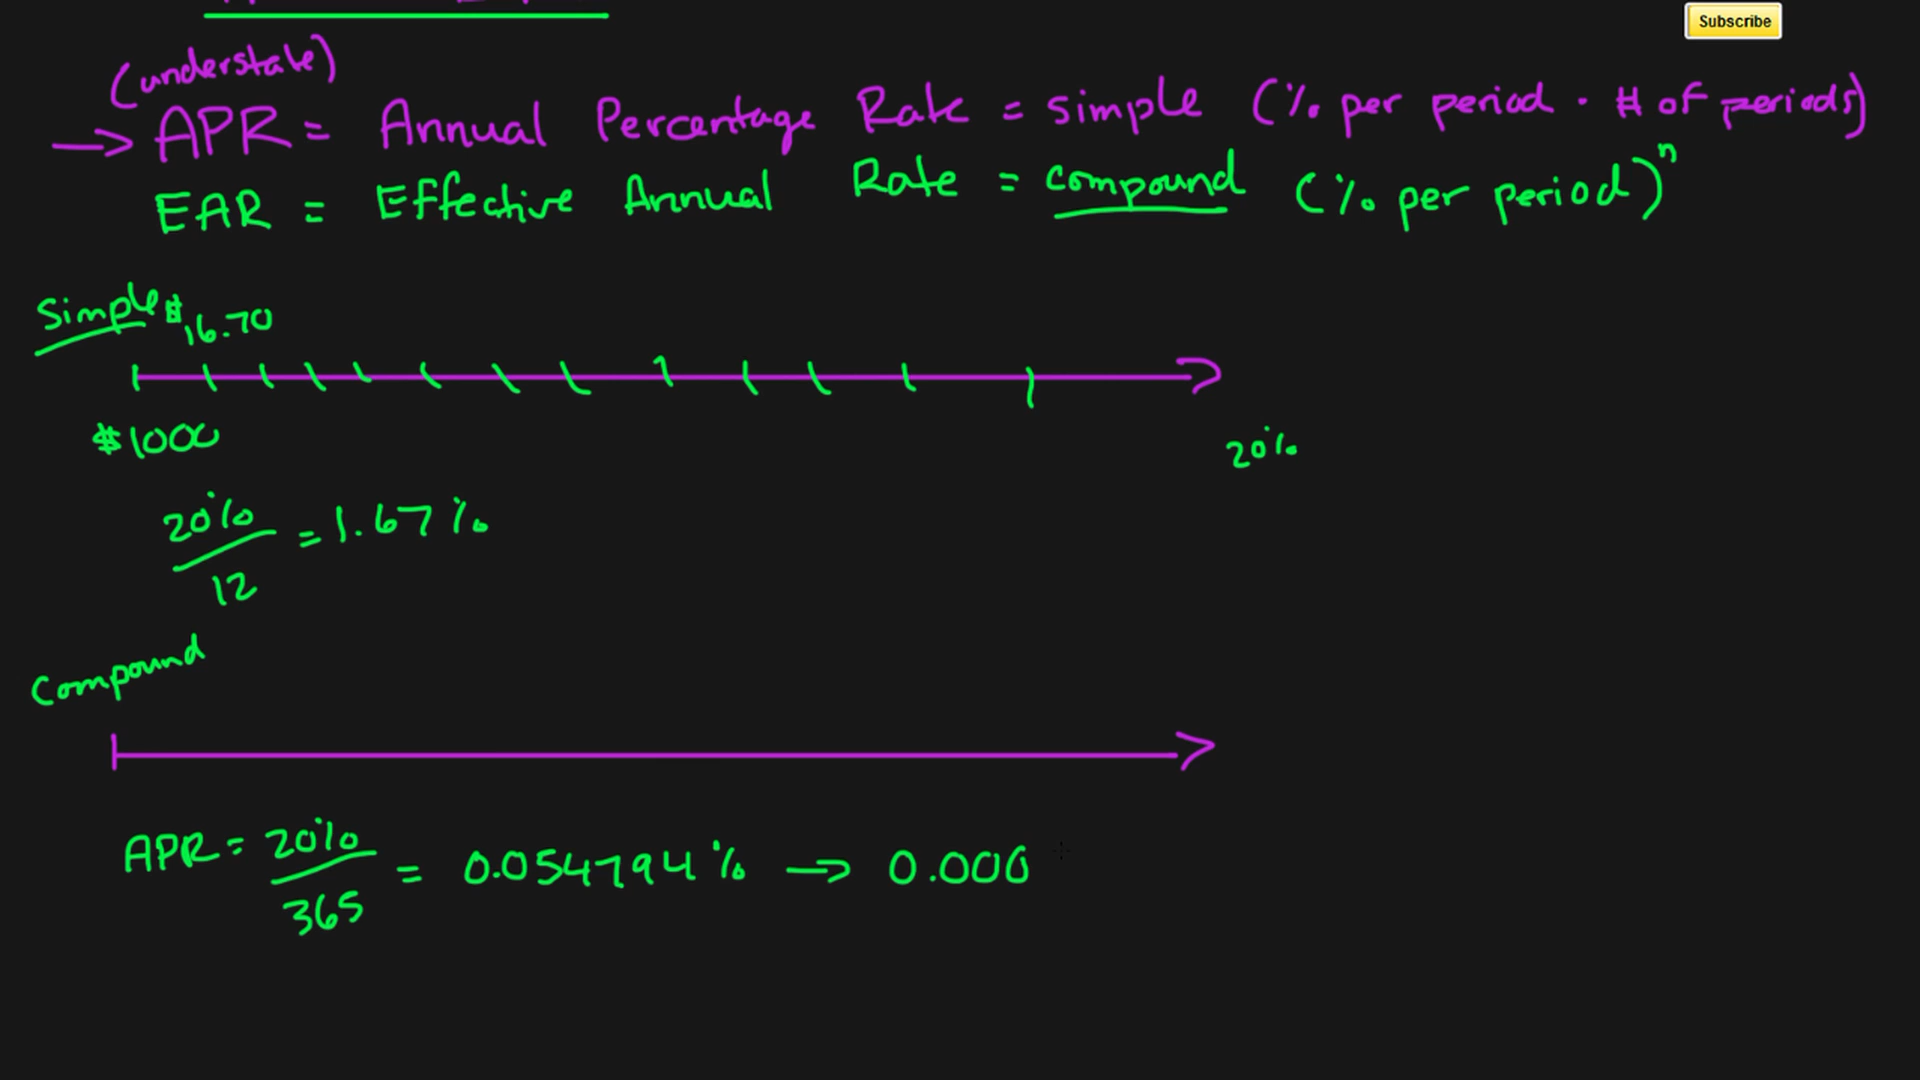 Subscribe
(understate)
→ APR = Annual Percentage Rate = simple (% per period · # of periods)
EAR = Effective Annual Rate = compound (% per period)ⁿ
Simple
$16.70
$1000
20%
20%/12 = 1.67%
Compound
APR = 20%/365 = 0.054794% → 0.000